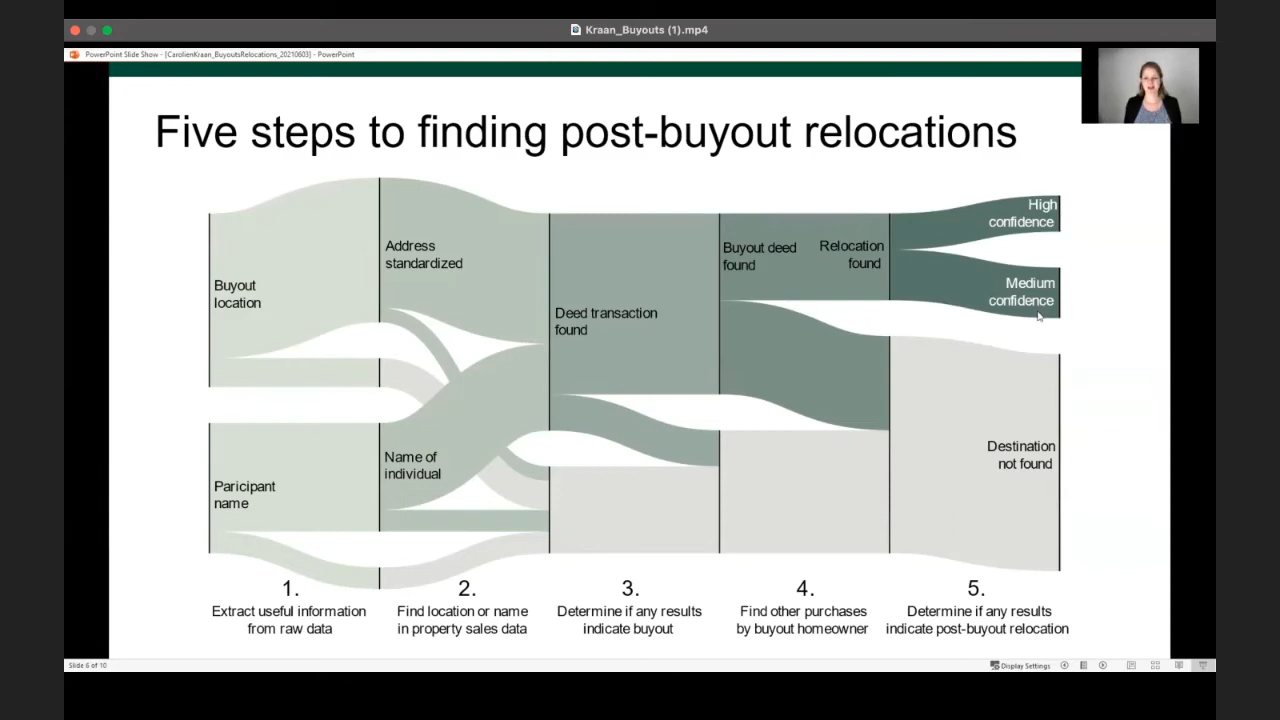 Kraan_Buyouts (1).mp4
PowerPoint Slide Show - [CarolienKraan_BuyoutsRelocations_20210603] - PowerPoint
Five steps to finding post-buyout relocations
High
confidence
Address
standardized
Buyout deed
found
Relocation
found
Buyout
location
Medium
confidence
Deed transaction
found
Name of
individual
Destination
not found
Paricipant
name
1.
Extract useful information
from raw data
2.
Find location or name
in property sales data
3.
Determine if any results
indicate buyout
4.
Find other purchases
by buyout homeowner
5.
Determine if any results
indicate post-buyout relocation
Slide 6 of 10
Display Settings